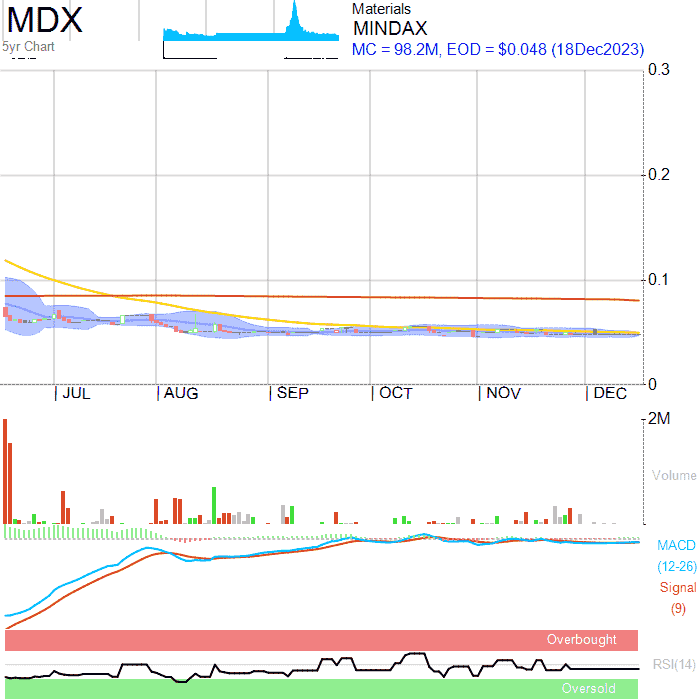 MDX
5yr Chart
Materials
MINDAX
MC = 98.2M, EOD = $0.048 (18Dec2023)
0.3
0.2
0.1
0
JUL AUG SEP OCT NOV DEC
2M
Volume
MACD
(12-26)
Signal
(9)
Overbought
RSI(14)
Oversold